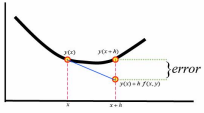 y(x)
y(x + h)
error
y(x) + h f(x, y)
x
x + h